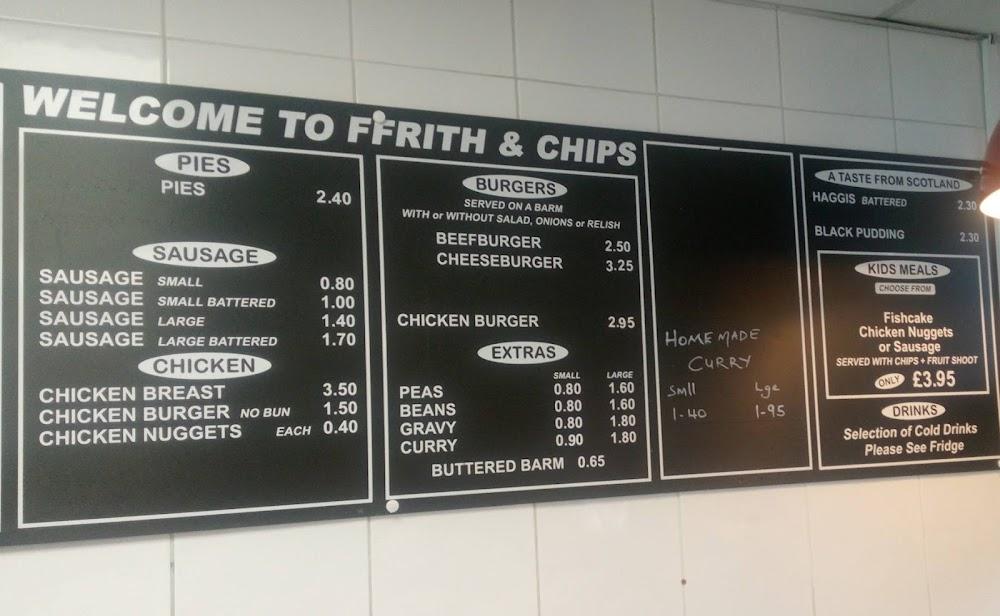 WELCOME TO FFRITH & CHIPS
PIES
PIES 2.40
SAUSAGE
SAUSAGE SMALL 0.80
SAUSAGE SMALL BATTERED 1.00
SAUSAGE LARGE 1.40
SAUSAGE LARGE BATTERED 1.70
CHICKEN
CHICKEN BREAST 3.50
CHICKEN BURGER NO BUN 1.50
CHICKEN NUGGETS EACH 0.40
BURGERS
SERVED ON A BARM
WITH or WITHOUT SALAD, ONIONS or RELISH
BEEFBURGER 2.50
CHEESEBURGER 3.25
CHICKEN BURGER 2.95
EXTRAS
SMALL LARGE
PEAS 0.80 1.60
BEANS 0.80 1.60
GRAVY 0.80 1.80
CURRY 0.90 1.80
BUTTERED BARM 0.65
HOME MADE
CURRY
Smll Lge
1-40 1-95
A TASTE FROM SCOTLAND
HAGGIS BATTERED 2.30
BLACK PUDDING 2.30
KIDS MEALS
CHOOSE FROM
Fishcake
Chicken Nuggets
or Sausage
SERVED WITH CHIPS + FRUIT SHOOT
ONLY £3.95
DRINKS
Selection of Cold Drinks
Please See Fridge